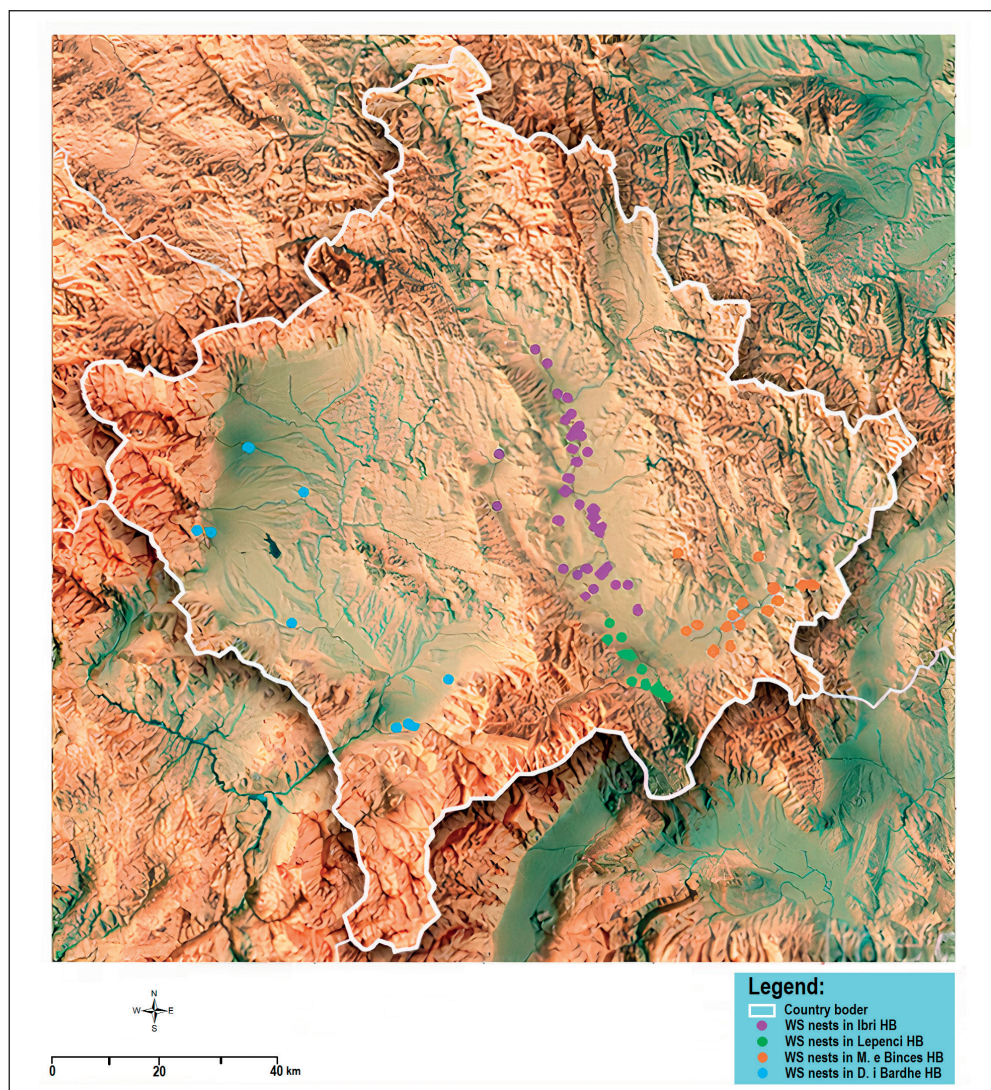 N
W E
S
0 20 40 km
Legend:
Country boder
WS nests in Ibri HB
WS nests in Lepenci HB
WS nests in M. e Binces HB
WS nests in D. i Bardhe HB